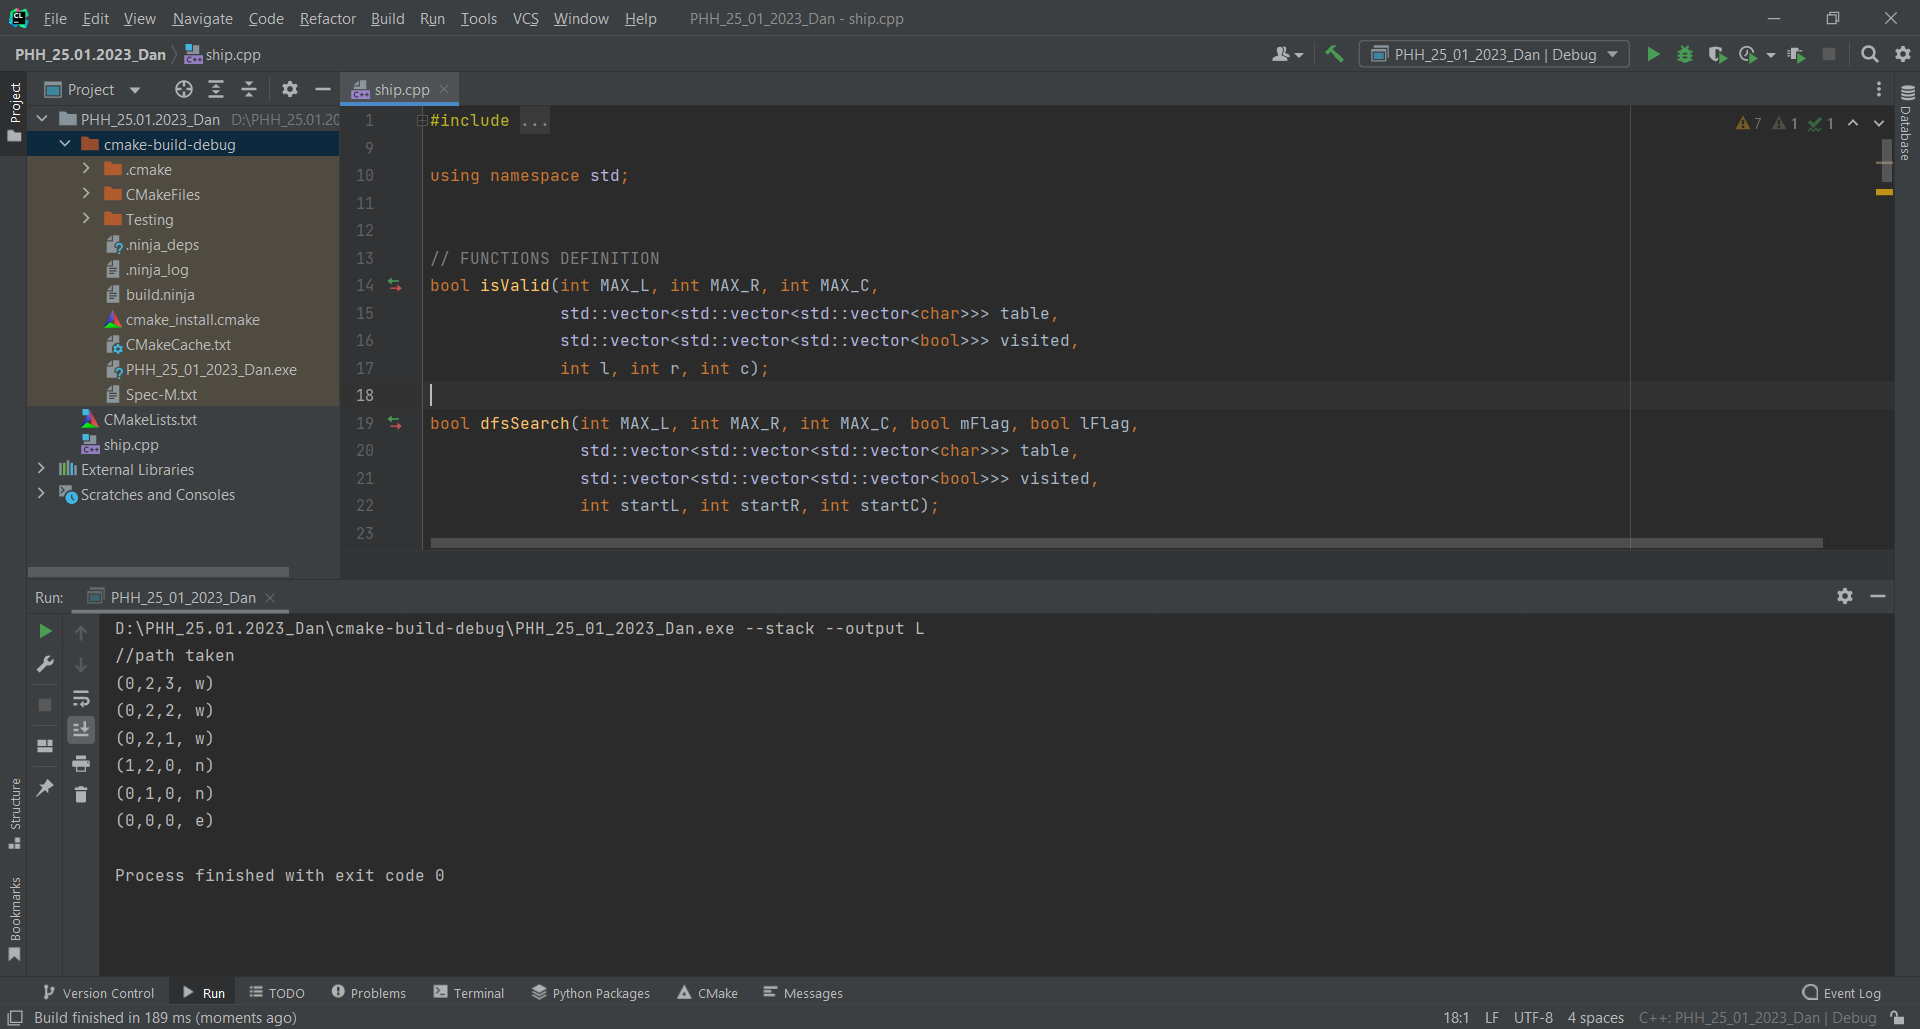 File Edit View Navigate Code Refactor Build Run Tools VCS Window Help PHH_25_01_2023_Dan - ship.cpp
PHH_25.01.2023_Dan ship.cpp PHH_25_01_2023_Dan | Debug
Project ship.cpp
Project
PHH_25.01.2023_Dan D:\PHH_25.01.20
cmake-build-debug
.cmake
CMakeFiles
Testing
.ninja_deps
.ninja_log
build.ninja
cmake_install.cmake
CMakeCache.txt
PHH_25_01_2023_Dan.exe
Spec-M.txt
CMakeLists.txt
ship.cpp
External Libraries
Scratches and Consoles
1 #include ...
9
10 using namespace std;
11
12
13 // FUNCTIONS DEFINITION
14 bool isValid(int MAX_L, int MAX_R, int MAX_C,
15 std::vector<std::vector<std::vector<char>>> table,
16 std::vector<std::vector<std::vector<bool>>> visited,
17 int l, int r, int c);
18
19 bool dfsSearch(int MAX_L, int MAX_R, int MAX_C, bool mFlag, bool lFlag,
20 std::vector<std::vector<std::vector<char>>> table,
21 std::vector<std::vector<std::vector<bool>>> visited,
22 int startL, int startR, int startC);
23
7 1 1
Database
Run: PHH_25_01_2023_Dan
D:\PHH_25.01.2023_Dan\cmake-build-debug\PHH_25_01_2023_Dan.exe --stack --output L
//path taken
(0,2,3, w)
(0,2,2, w)
(0,2,1, w)
(1,2,0, n)
(0,1,0, n)
(0,0,0, e)
Process finished with exit code 0
Structure
Bookmarks
Version Control Run TODO Problems Terminal Python Packages CMake Messages Event Log
Build finished in 189 ms (moments ago) 18:1 LF UTF-8 4 spaces C++: PHH_25_01_2023_Dan | Debug